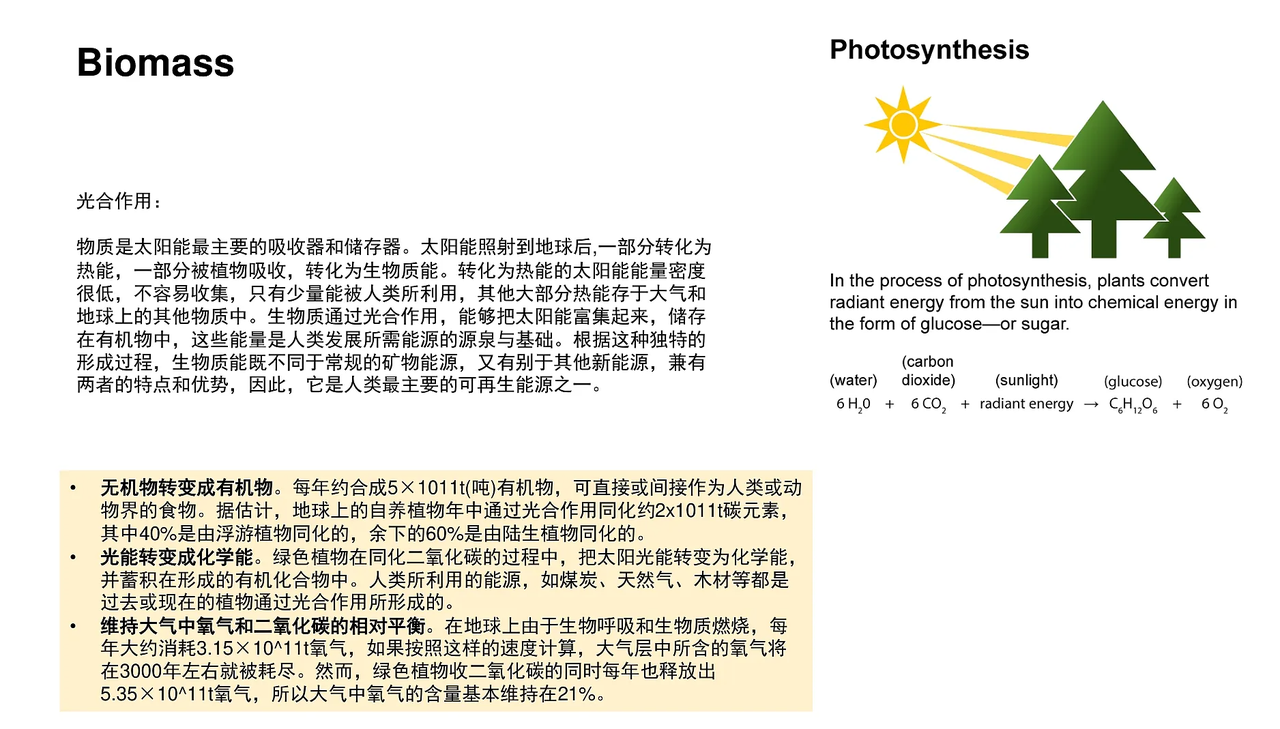 Biomass
光合作用：
物质是太阳能最主要的吸收器和储存器。太阳能照射到地球后,一部分转化为
热能，一部分被植物吸收，转化为生物质能。转化为热能的太阳能能量密度
很低，不容易收集，只有少量能被人类所利用，其他大部分热能存于大气和
地球上的其他物质中。生物质通过光合作用，能够把太阳能富集起来，储存
在有机物中，这些能量是人类发展所需能源的源泉与基础。根据这种独特的
形成过程，生物质能既不同于常规的矿物能源，又有别于其他新能源，兼有
两者的特点和优势，因此，它是人类最主要的可再生能源之一。
• 无机物转变成有机物。每年约合成5×1011t(吨)有机物，可直接或间接作为人类或动
物界的食物。据估计，地球上的自养植物年中通过光合作用同化约2x1011t碳元素，
其中40%是由浮游植物同化的，余下的60%是由陆生植物同化的。
• 光能转变成化学能。绿色植物在同化二氧化碳的过程中，把太阳光能转变为化学能，
并蓄积在形成的有机化合物中。人类所利用的能源，如煤炭、天然气、木材等都是
过去或现在的植物通过光合作用所形成的。
• 维持大气中氧气和二氧化碳的相对平衡。在地球上由于生物呼吸和生物质燃烧，每
年大约消耗3.15×10^11t氧气，如果按照这样的速度计算，大气层中所含的氧气将
在3000年左右就被耗尽。然而，绿色植物收二氧化碳的同时每年也释放出
5.35×10^11t氧气，所以大气中氧气的含量基本维持在21%。
Photosynthesis
In the process of photosynthesis, plants convert
radiant energy from the sun into chemical energy in
the form of glucose—or sugar.
(water) (carbon dioxide) (sunlight) (glucose) (oxygen)
6 H₂0 + 6 CO₂ + radiant energy → C₆H₁₂O₆ + 6 O₂